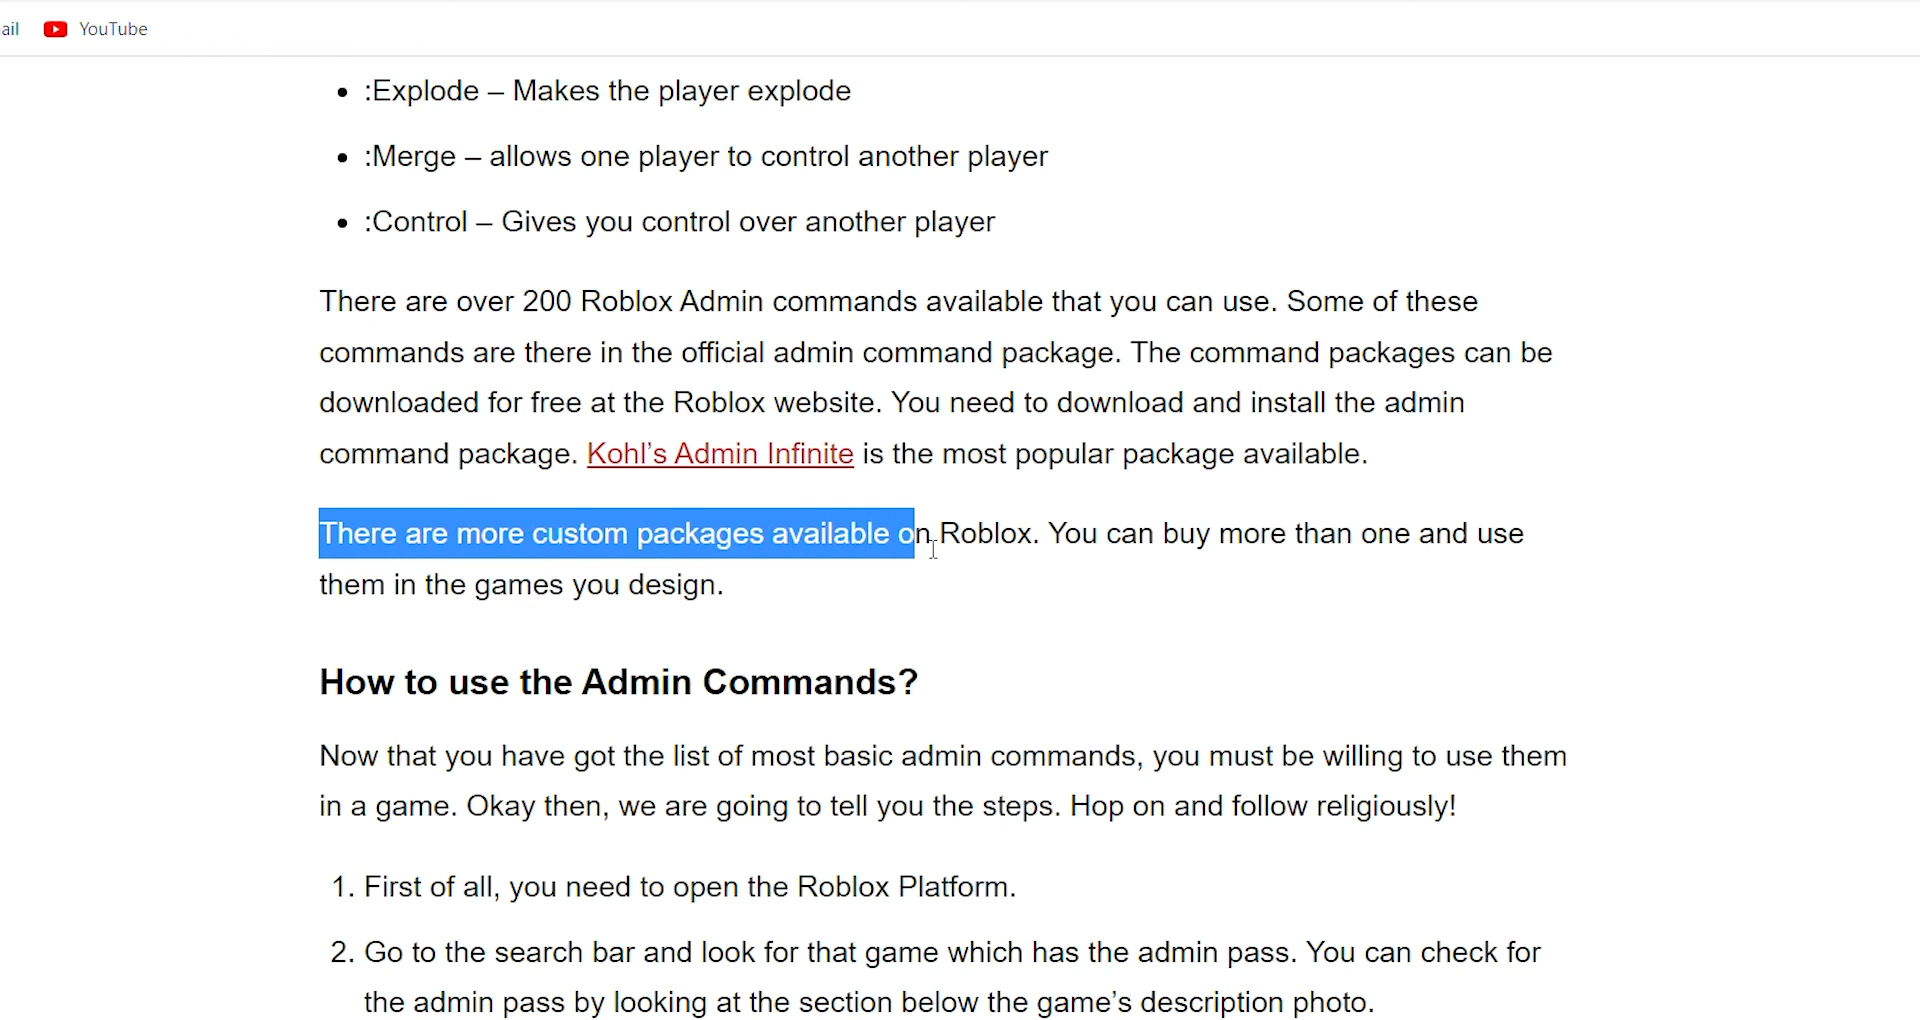 ail YouTube
• :Explode – Makes the player explode
• :Merge – allows one player to control another player
• :Control – Gives you control over another player
There are over 200 Roblox Admin commands available that you can use. Some of these
commands are there in the official admin command package. The command packages can be
downloaded for free at the Roblox website. You need to download and install the admin
command package. Kohl’s Admin Infinite is the most popular package available.
There are more custom packages available on Roblox. You can buy more than one and use
them in the games you design.
How to use the Admin Commands?
Now that you have got the list of most basic admin commands, you must be willing to use them
in a game. Okay then, we are going to tell you the steps. Hop on and follow religiously!
1. First of all, you need to open the Roblox Platform.
2. Go to the search bar and look for that game which has the admin pass. You can check for
the admin pass by looking at the section below the game’s description photo.